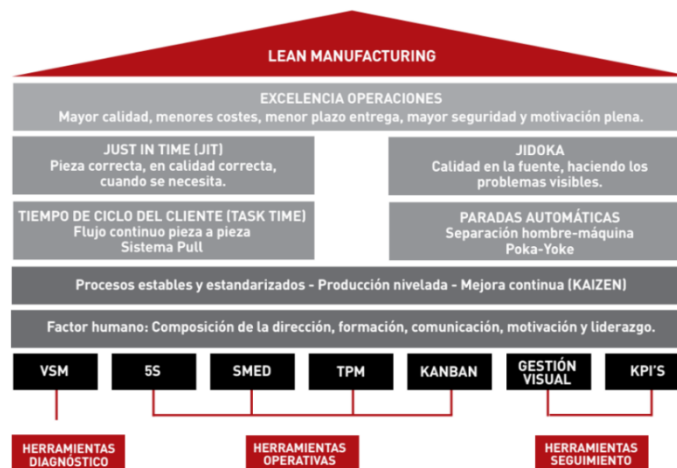 LEAN MANUFACTURING
EXCELENCIA OPERACIONES
Mayor calidad, menores costes, menor plazo entrega, mayor seguridad y motivación plena.
JUST IN TIME (JIT)
Pieza correcta, en calidad correcta,
cuando se necesita.
JIDOKA
Calidad en la fuente, haciendo los
problemas visibles.
TIEMPO DE CICLO DEL CLIENTE (TASK TIME)
Flujo continuo pieza a pieza
Sistema Pull
PARADAS AUTOMÁTICAS
Separación hombre-máquina
Poka-Yoke
Procesos estables y estandarizados - Producción nivelada - Mejora continua (KAIZEN)
Factor humano: Composición de la dirección, formación, comunicación, motivación y liderazgo.
VSM
5S
SMED
TPM
KANBAN
GESTIÓN
VISUAL
KPI'S
HERRAMIENTAS
DIAGNÓSTICO
HERRAMIENTAS
OPERATIVAS
HERRAMIENTAS
SEGUIMIENTO